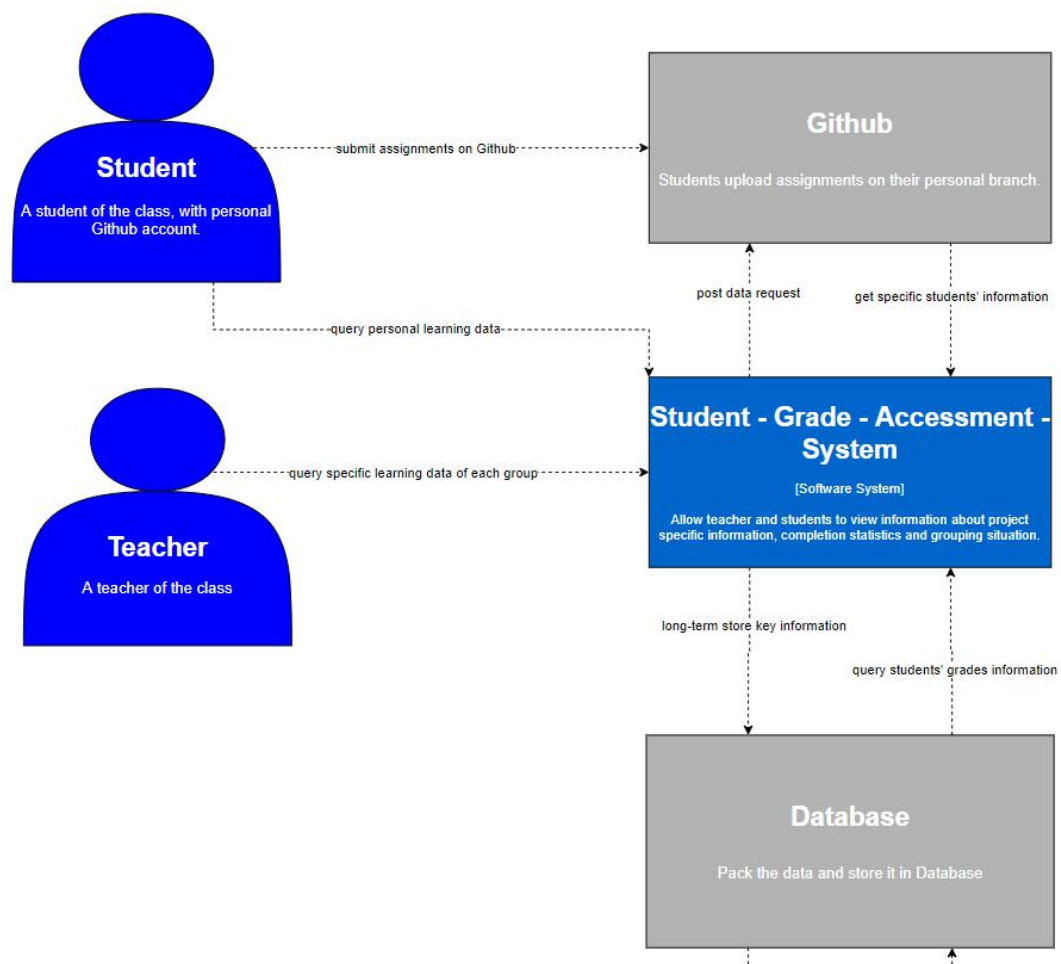 Student
A student of the class, with personal
Github account.
submit assignments on Github
Github
Students upload assignments on their personal branch.
post data request
get specific students' information
query personal learning data
Student - Grade - Accessment -
System
[Software System]
Allow teacher and students to view information about project
specific information, completion statistics and grouping situation.
query specific learning data of each group
Teacher
A teacher of the class
long-term store key information
query students' grades information
Database
Pack the data and store it in Database